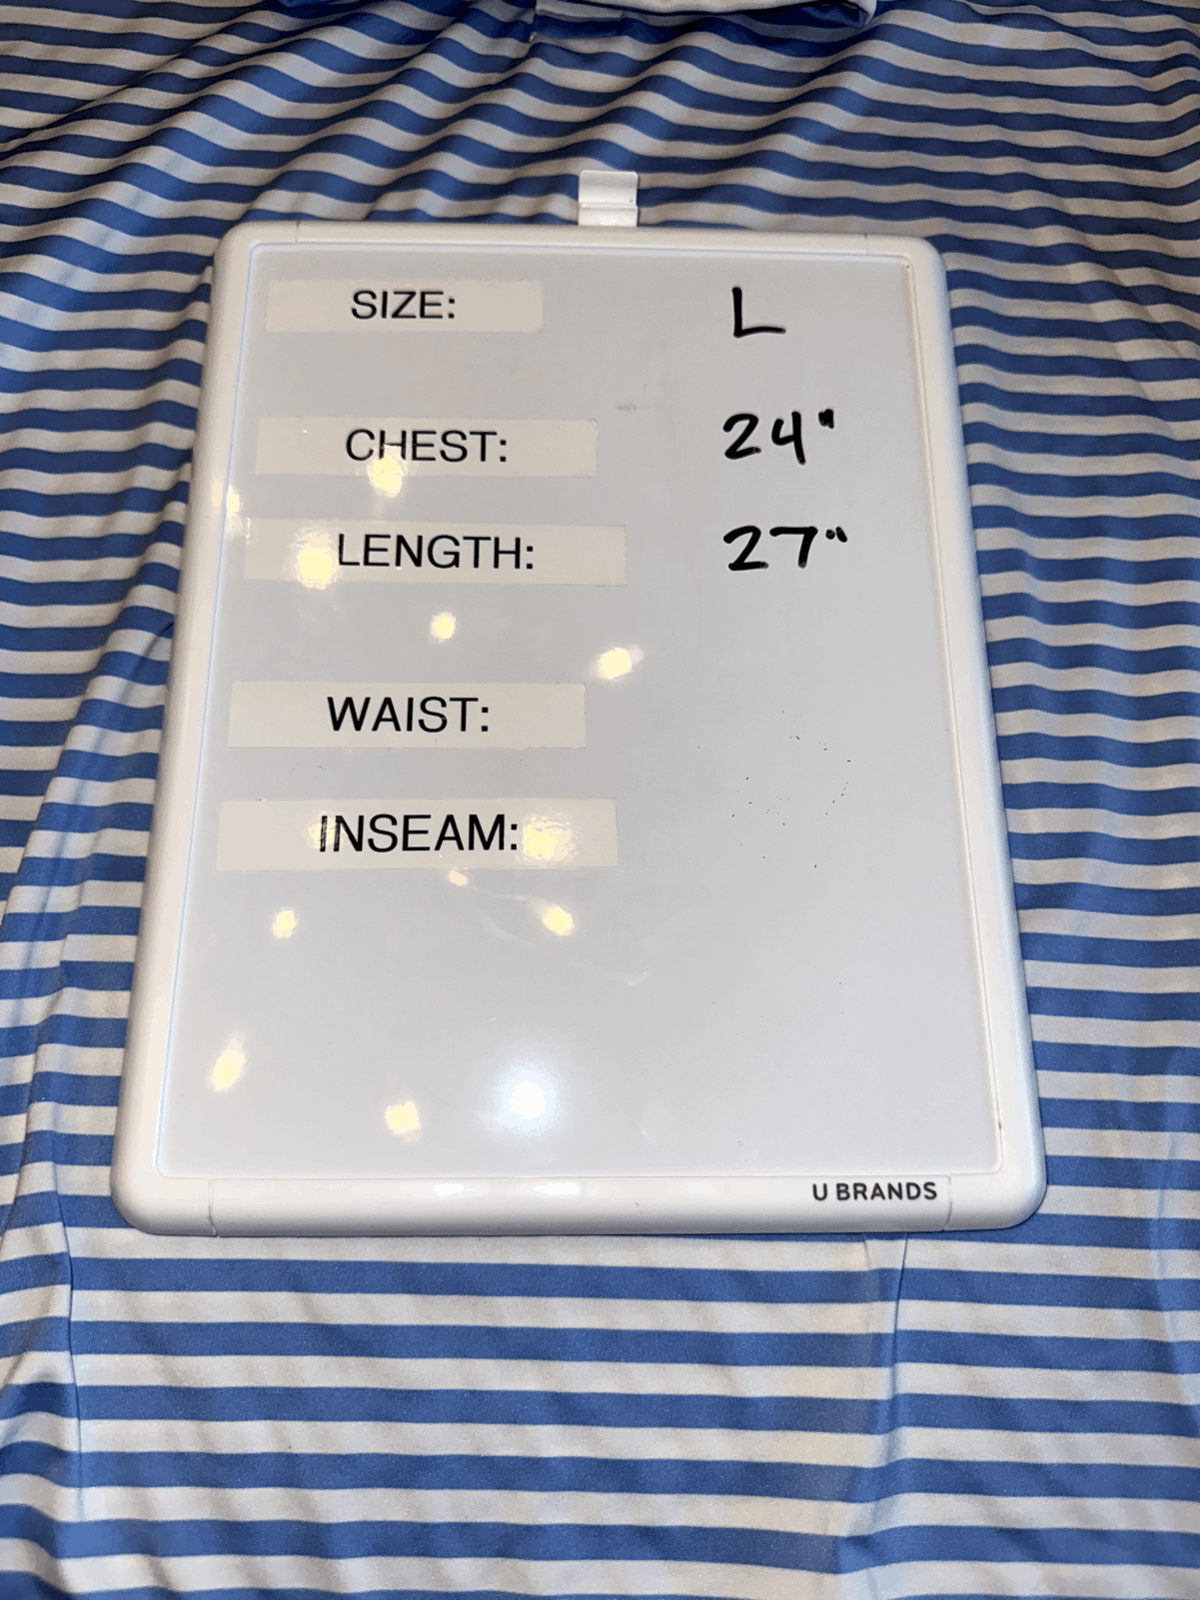 SIZE: L
CHEST: 24"
LENGTH: 27"
WAIST:
INSEAM:
U BRANDS